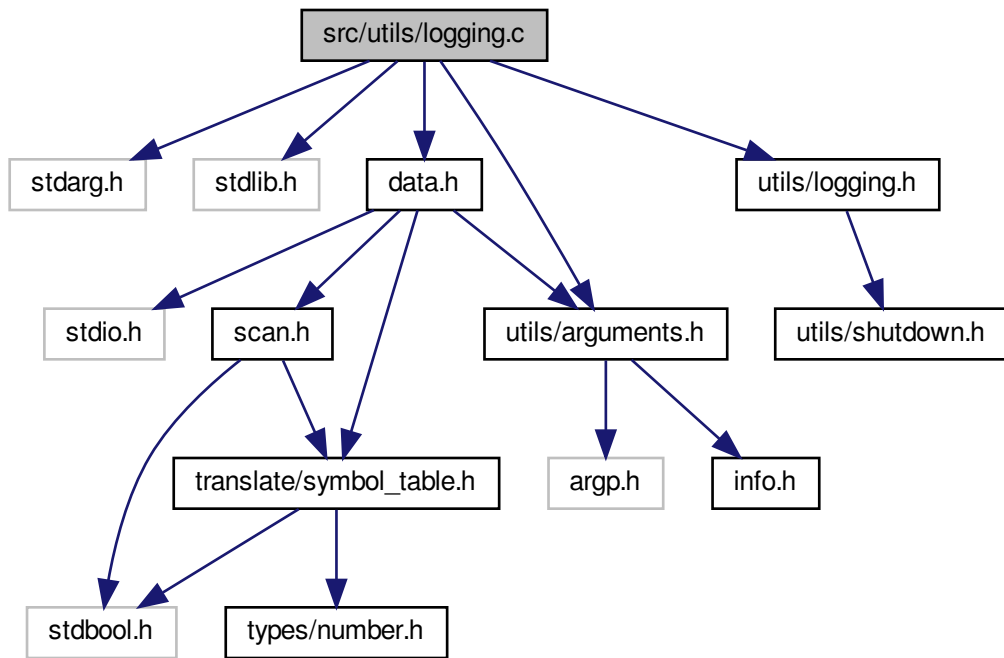 src/utils/logging.c
stdarg.h
stdlib.h
data.h
utils/logging.h
stdio.h
scan.h
utils/arguments.h
utils/shutdown.h
translate/symbol_table.h
argp.h
info.h
stdbool.h
types/number.h